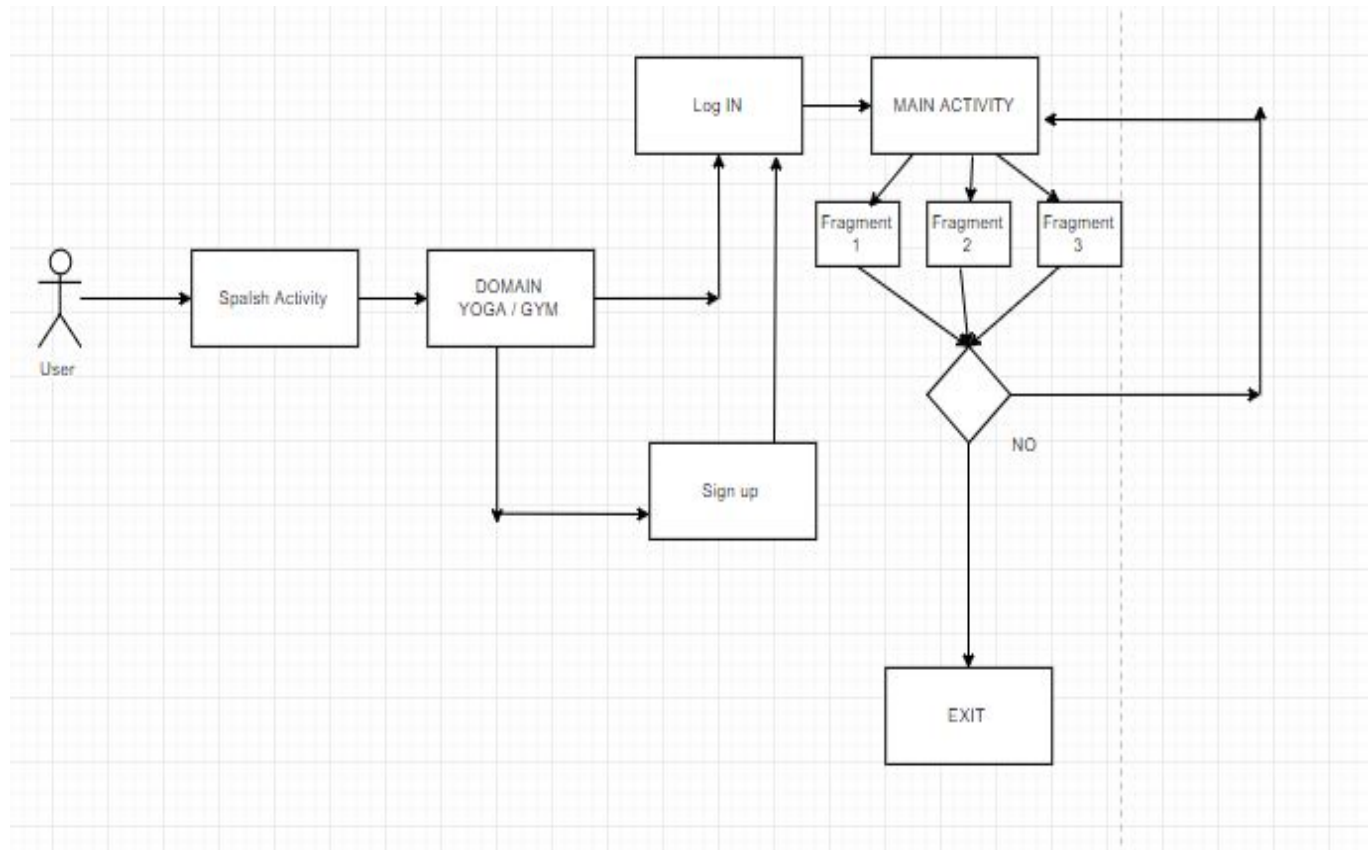 Log IN
MAIN ACTIVITY
Fragment
1
Fragment
2
Fragment
3
User
Spalsh Activity
DOMAIN
YOGA / GYM
NO
Sign up
EXIT